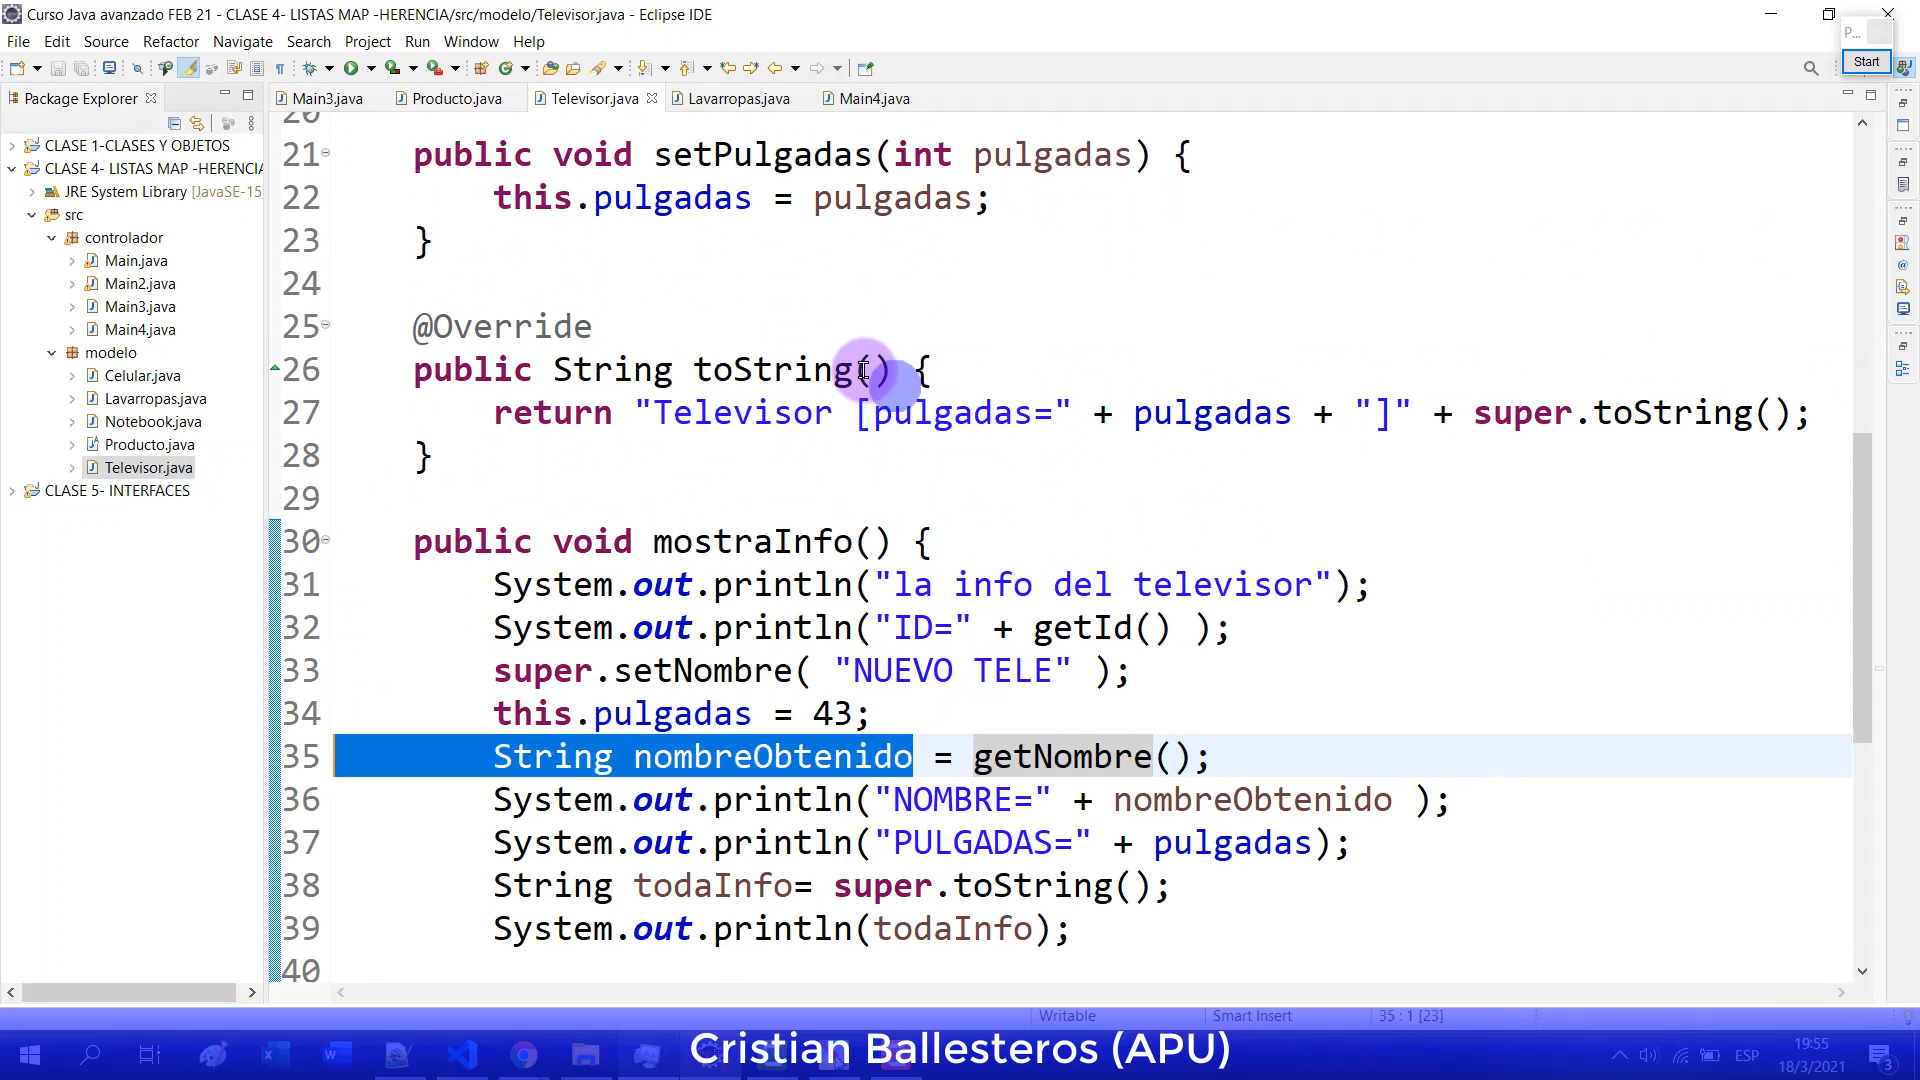 Curso Java avanzado FEB 21 - CLASE 4- LISTAS MAP -HERENCIA/src/modelo/Televisor.java - Eclipse IDE
File Edit Source Refactor Navigate Search Project Run Window Help
P...
Start
Package Explorer
Main3.java Producto.java Televisor.java Lavarropas.java Main4.java
CLASE 1-CLASES Y OBJETOS
CLASE 4- LISTAS MAP -HERENCIA
JRE System Library [JavaSE-15
src
controlador
Main.java
Main2.java
Main3.java
Main4.java
modelo
Celular.java
Lavarropas.java
Notebook.java
Producto.java
Televisor.java
CLASE 5- INTERFACES
20
21 public void setPulgadas(int pulgadas) {
22 this.pulgadas = pulgadas;
23 }
24
25 @Override
26 public String toString() {
27 return "Televisor [pulgadas=" + pulgadas + "]" + super.toString();
28 }
29
30 public void mostraInfo() {
31 System.out.println("la info del televisor");
32 System.out.println("ID=" + getId() );
33 super.setNombre( "NUEVO TELE" );
34 this.pulgadas = 43;
35 String nombreObtenido = getNombre();
36 System.out.println("NOMBRE=" + nombreObtenido );
37 System.out.println("PULGADAS=" + pulgadas);
38 String todaInfo= super.toString();
39 System.out.println(todaInfo);
40
Writable Smart Insert 35 : 1 [23]
Cristian Ballesteros (APU)
ESP
19:55
18/3/2021
3